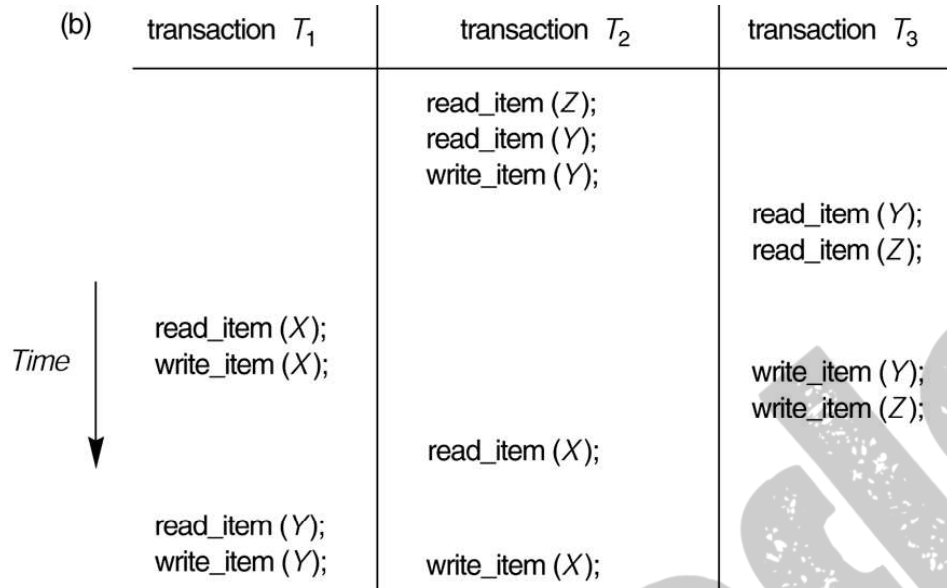 (b) transaction T1 transaction T2 transaction T3
read_item (Z);
read_item (Y);
write_item (Y);
read_item (Y);
read_item (Z);
read_item (X);
Time write_item (X); write_item (Y);
write_item (Z);
read_item (X);
read_item (Y);
write_item (Y); write_item (X);